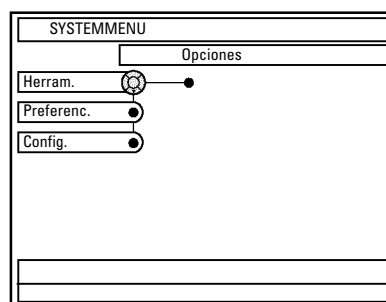 SYSTEMMENU
Opciones
Herram.
Preferenc.
Config.